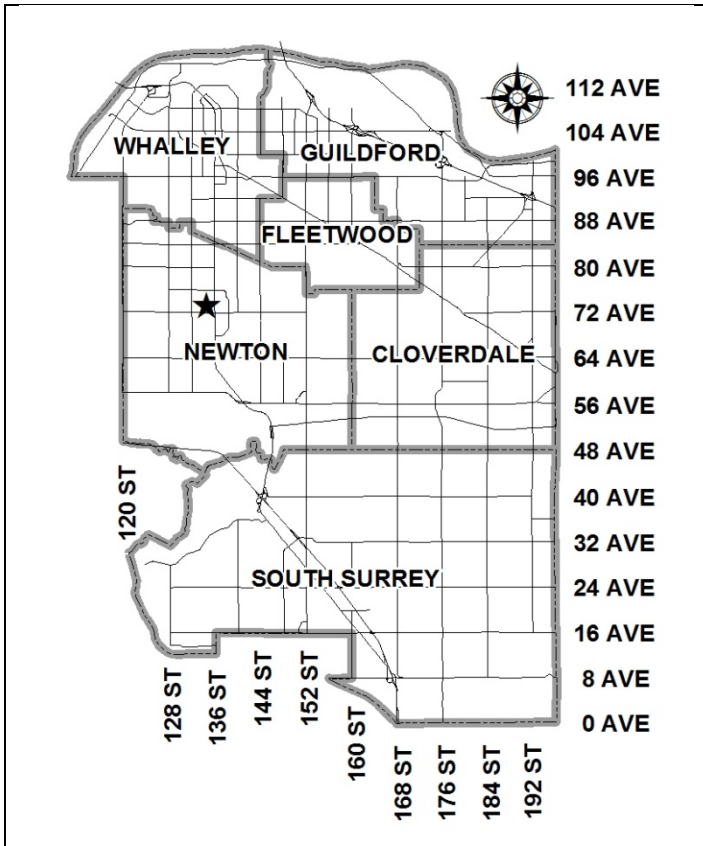 112 AVE
104 AVE
WHALLEY
GUILDFORD
96 AVE
88 AVE
FLEETWOOD
80 AVE
72 AVE
NEWTON
CLOVERDALE
64 AVE
56 AVE
48 AVE
120 ST
40 AVE
32 AVE
SOUTH SURREY
24 AVE
16 AVE
128 ST
136 ST
144 ST
152 ST
160 ST
8 AVE
0 AVE
168 ST
176 ST
184 ST
192 ST